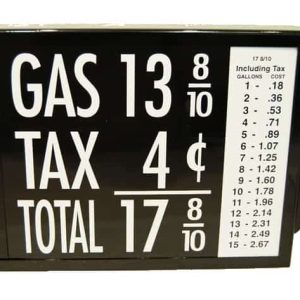 GAS 13 8/10
TAX 4 ¢
TOTAL 17 8/10
17 8/10
Including Tax
GALLONS COST
1 - .18
2 - .36
3 - .53
4 - .71
5 - .89
6 - 1.07
7 - 1.25
8 - 1.42
9 - 1.60
10 - 1.78
11 - 1.96
12 - 2.14
13 - 2.31
14 - 2.49
15 - 2.67